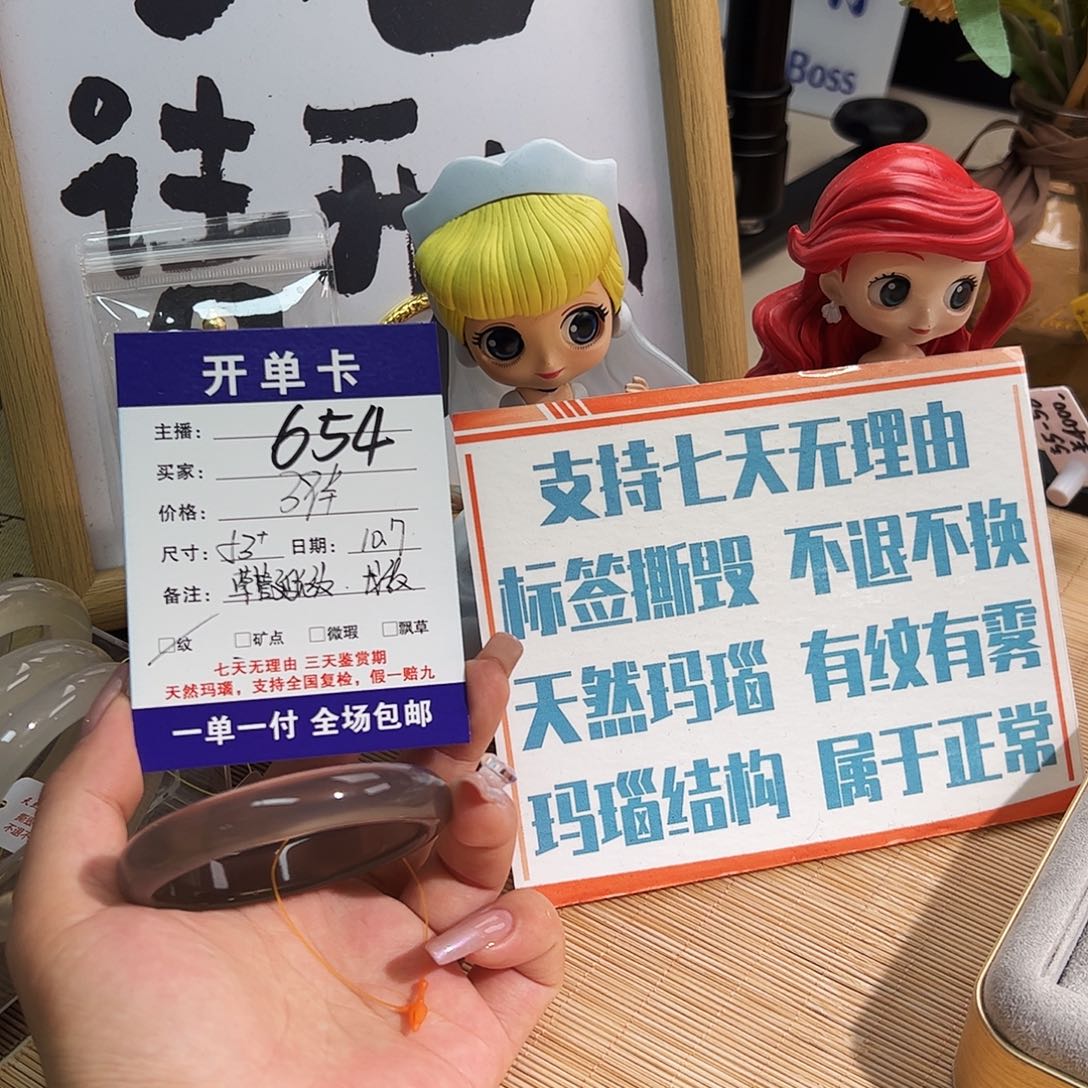 往 开
Boss
开单卡
主播：
654
买家：
价格：
尺寸：53+ 日期：10.7
备注：
纹 矿点 微瑕 飘草
七天无理由 三天鉴赏期
天然玛瑙，支持全国复检，假一赔九
一单一付 全场包邮
支持七天无理由
标签撕毁 不退不换
天然玛瑙 有纹有雾
玛瑙结构 属于正常